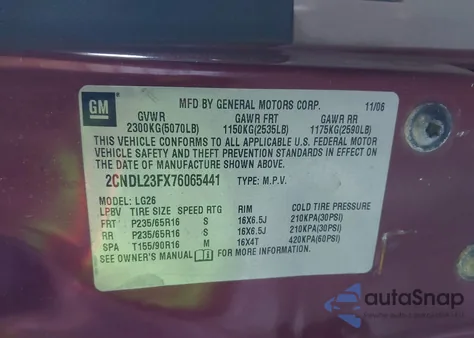 GM
MFD BY GENERAL MOTORS CORP. 11/06
GVWR GAWR FRT GAWR RR
2300KG(5070LB) 1150KG(2535LB) 1175KG(2590LB)
THIS VEHICLE CONFORMS TO ALL APPLICABLE U.S. FEDERAL MOTOR
VEHICLE SAFETY, BUMPER, AND THEFT PREVENTION STANDARDS IN EFFECT ON THE
DATE OF MANUFACTURE SHOWN ABOVE.
2CNDL23FX76065441 TYPE: M.P.V.
MODEL: LG26
LPBV TIRE SIZE SPEED RTG RIM COLD TIRE PRESSURE
FRT P235/65R16 S 16X6.5J 210KPA(30PSI)
RR P235/65R16 S 16X6.5J 210KPA(30PSI)
SPA T155/90R16 M 16X4T 420KPA(60PSI)
SEE OWNER'S MANUAL FOR MORE INFORMATION.
autoSnap